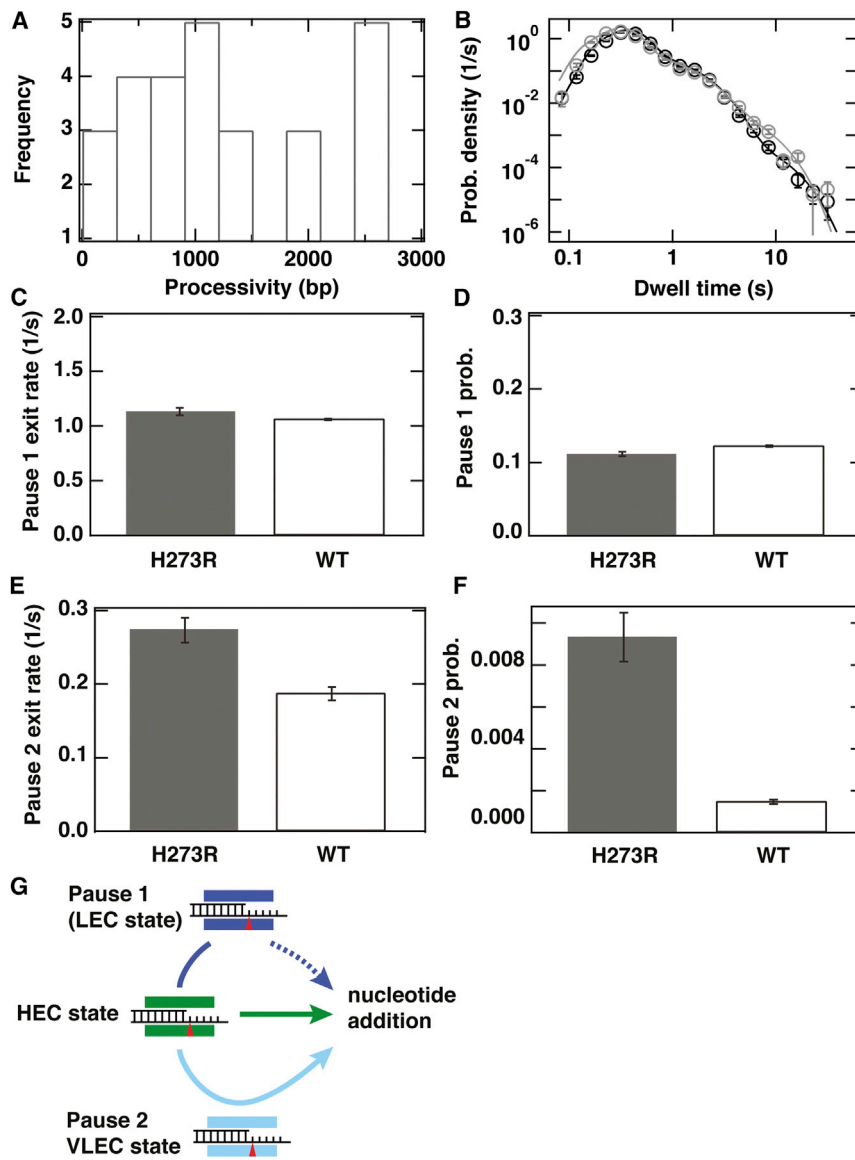 A
Frequency
5
4
3
2
1
0
1000
2000
3000
Processivity (bp)
B
Prob. density (1/s)
10^0
10^-2
10^-4
10^-6
0.1
1
10
Dwell time (s)
C
Pause 1 exit rate (1/s)
2.0
1.5
1.0
0.5
0.0
H273R
WT
D
Pause 1 prob.
0.3
0.2
0.1
0.0
H273R
WT
E
Pause 2 exit rate (1/s)
0.3
0.2
0.1
0.0
H273R
WT
F
Pause 2 prob.
0.008
0.004
0.000
H273R
WT
G
Pause 1
(LEC state)
HEC state
nucleotide
addition
Pause 2
VLEC state